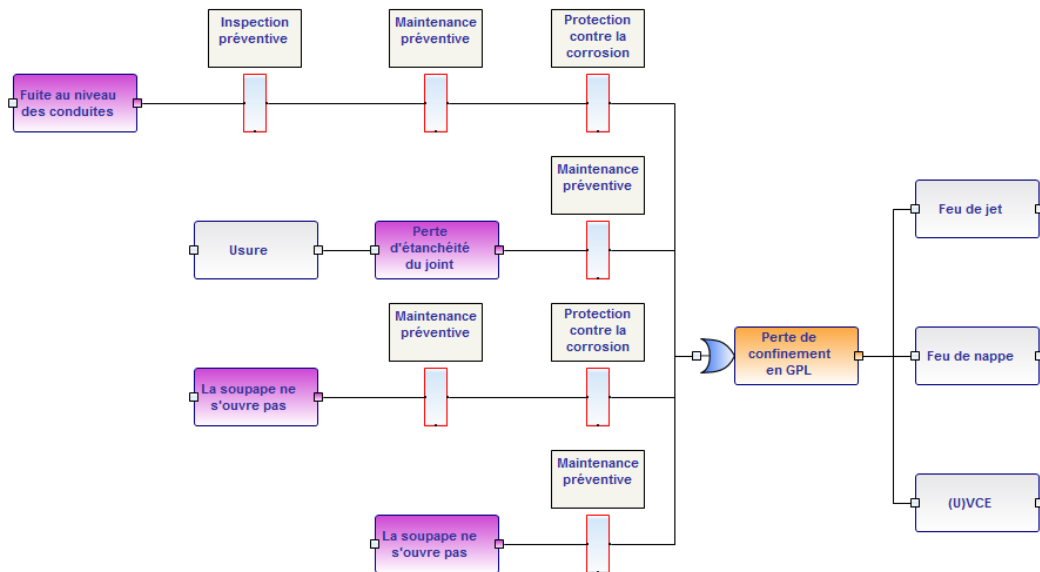 Inspection
préventive
Maintenance
préventive
Protection
contre la
corrosion
Fuite au niveau
des conduites
Maintenance
préventive
Usure
Perte
d'étanchéité
du joint
Feu de jet
Maintenance
préventive
Protection
contre la
corrosion
La soupape ne
s'ouvre pas
Perte de
confinement
en GPL
Feu de nappe
Maintenance
préventive
La soupape ne
s'ouvre pas
(U)VCE